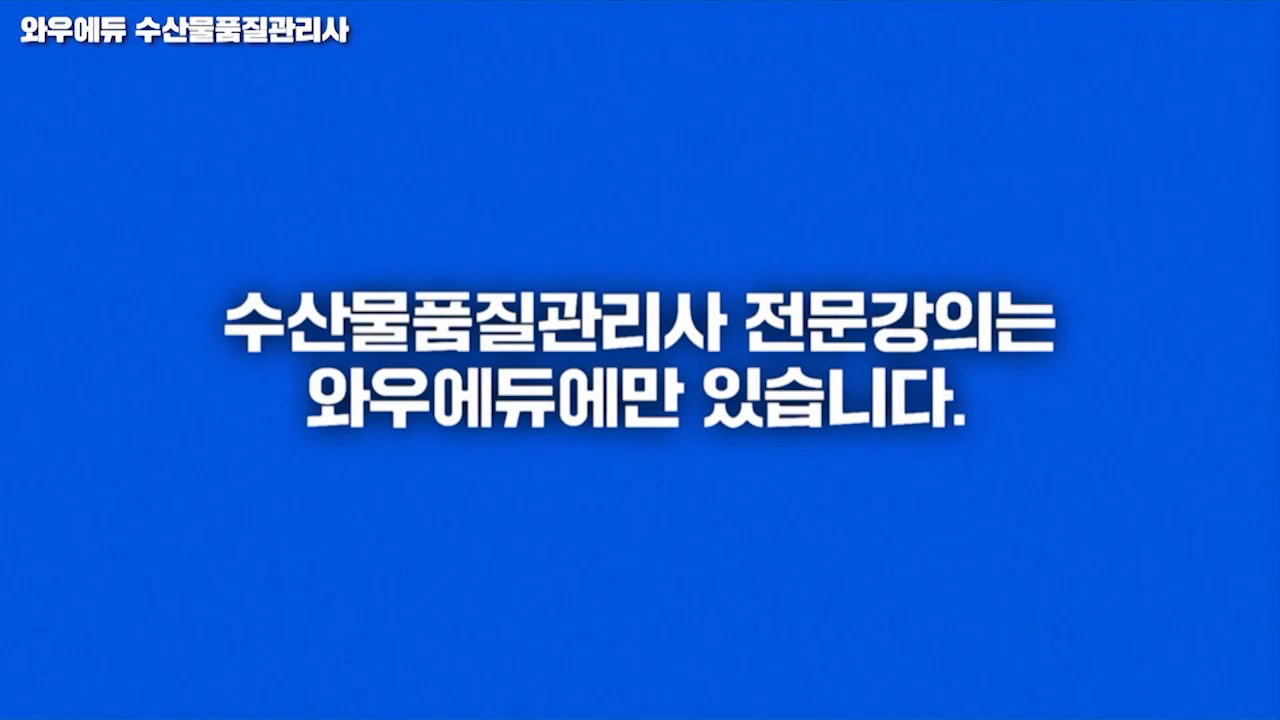 와우에듀 수산물품질관리사
수산물품질관리사 전문강의는
와우에듀에만 있습니다.